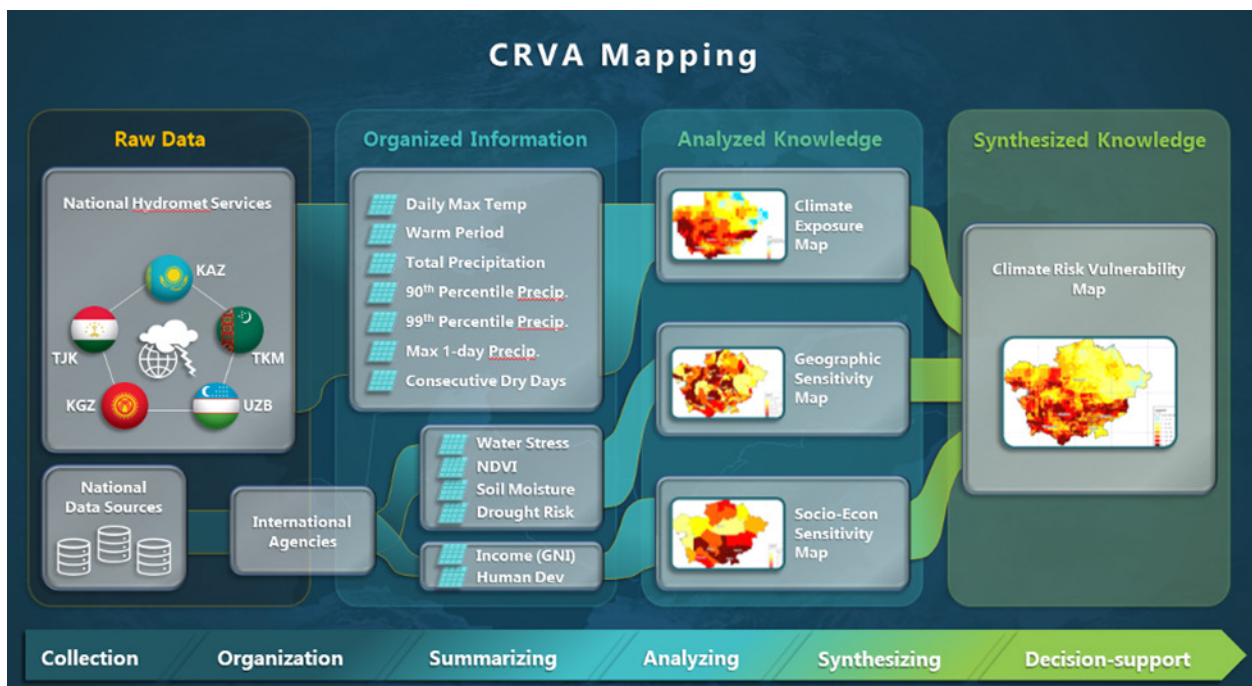 CRVA Mapping
Raw Data
National Hydromet Services
KAZ
TJK
TKM
KGZ
UZB
National
Data Sources
International
Agencies
Organized Information
Daily Max Temp
Warm Period
Total Precipitation
90th Percentile Precip.
99th Percentile Precip.
Max 1-day Precip.
Consecutive Dry Days
Water Stress
NDVI
Soil Moisture
Drought Risk
Income (GNI)
Human Dev
Analyzed Knowledge
Climate
Exposure
Map
Geographic
Sensitivity
Map
Socio-Econ
Sensitivity
Map
Synthesized Knowledge
Climate Risk Vulnerability
Map
Collection
Organization
Summarizing
Analyzing
Synthesizing
Decision-support